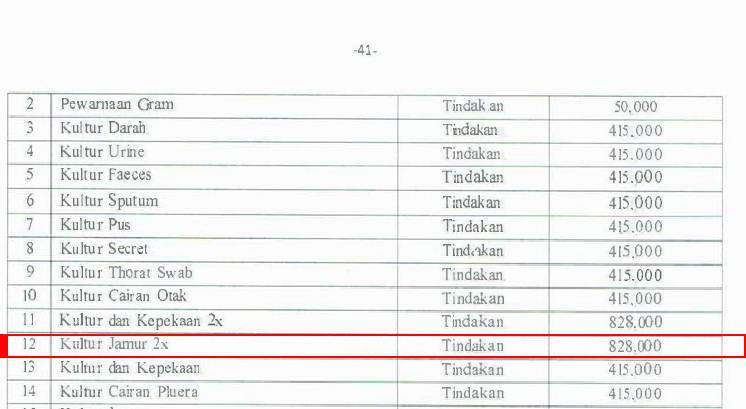 -41-
2 Pewarnaan Gram Tindakan 50,000
3 Kultur Darah Tindakan 415,000
4 Kultur Urine Tindakan 415.000
5 Kultur Faeces Tindakan 415.000
6 Kultur Sputum Tindakan 415,000
7 Kultur Pus Tindakan 415,000
8 Kultur Secret Tindakan 415,000
9 Kultur Thorat Swab Tindakan 415.000
10 Kultur Cairan Otak Tindakan 415,000
11 Kultur dan Kepekaan 2x Tindakan 828,000
12 Kultur Jamur 2x Tindakan 828,000
13 Kultur dan Kepekaan Tindakan 415,000
14 Kultur Cairan Pluera Tindakan 415,000